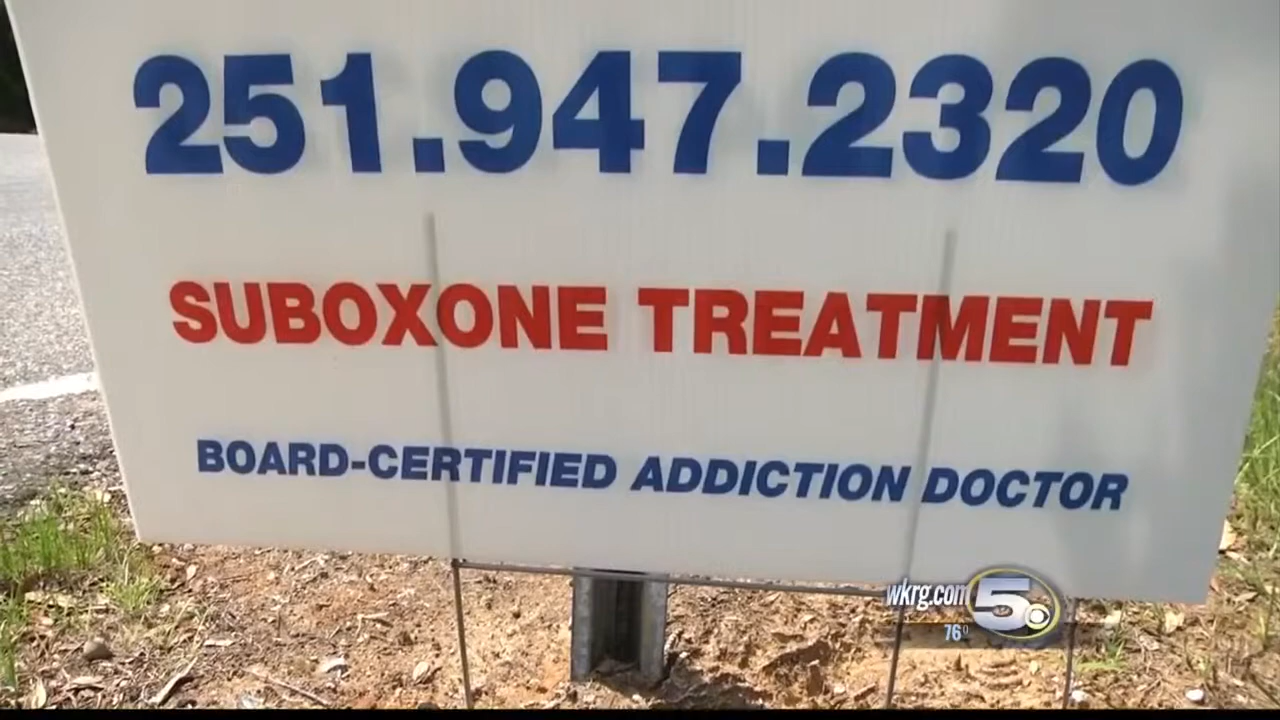 251.947.2320
SUBOXONE TREATMENT
BOARD-CERTIFIED ADDICTION DOCTOR
wkrg.com 5
76°